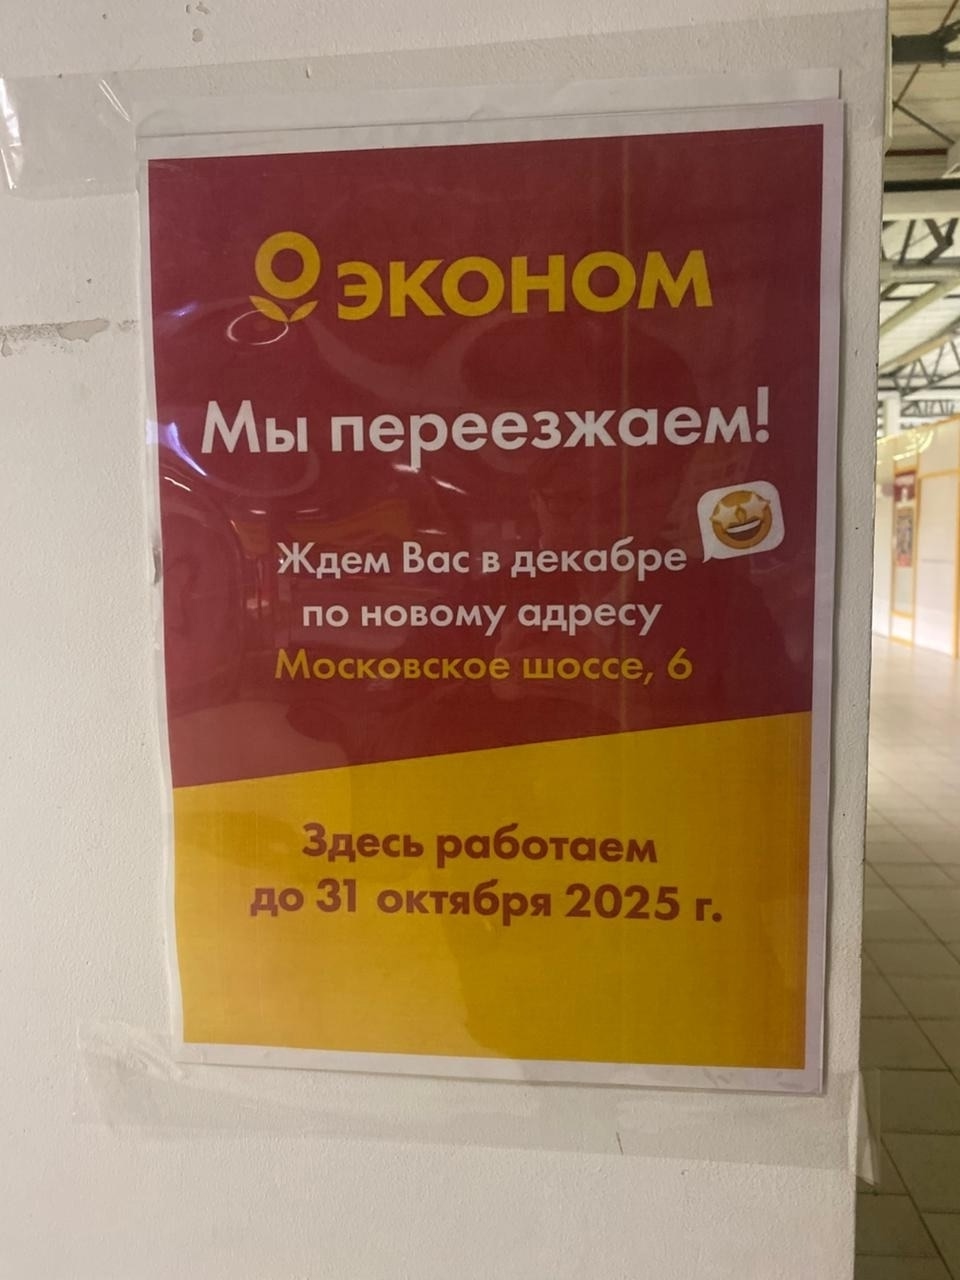 ЭКОНОМ
Мы переезжаем!
Ждем Вас в декабре
по новому адресу
Московское шоссе, 6
Здесь работаем
до 31 октября 2025 г.